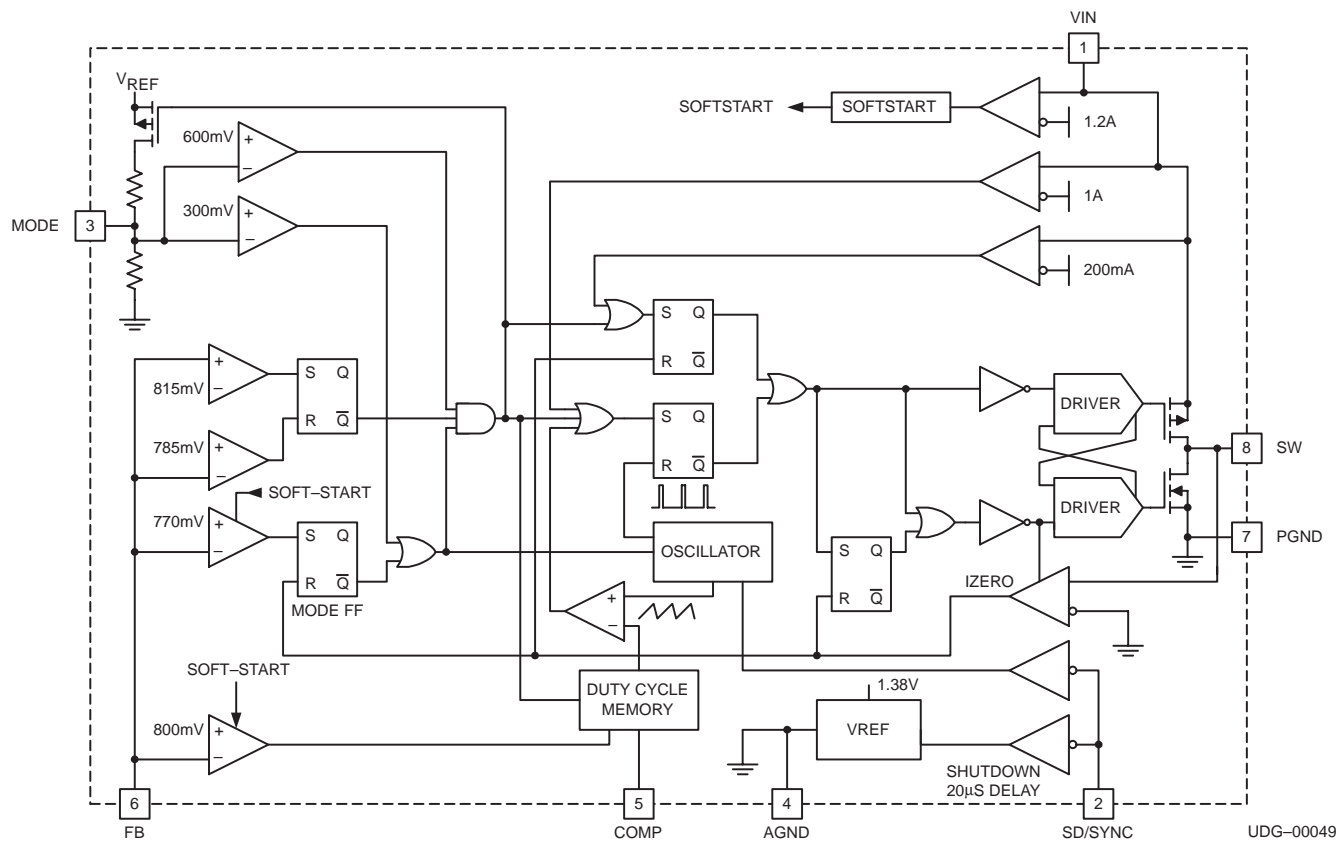 VIN
1
VREF
SOFTSTART
SOFTSTART
1.2A
600mV
+
−
1A
MODE
3
300mV
+
−
200mA
S Q
R Q̅
+
−
815mV
S Q
R Q̅
785mV
+
−
S Q
R Q̅
DRIVER
8
SW
SOFT–START
770mV
+
−
DRIVER
S Q
R Q̅
MODE FF
OSCILLATOR
S Q
R Q̅
7
PGND
IZERO
+
−
SOFT–START
DUTY CYCLE
MEMORY
1.38V
800mV
+
−
VREF
SHUTDOWN
20µS DELAY
6
5
4
2
FB
COMP
AGND
SD/SYNC
UDG–00049